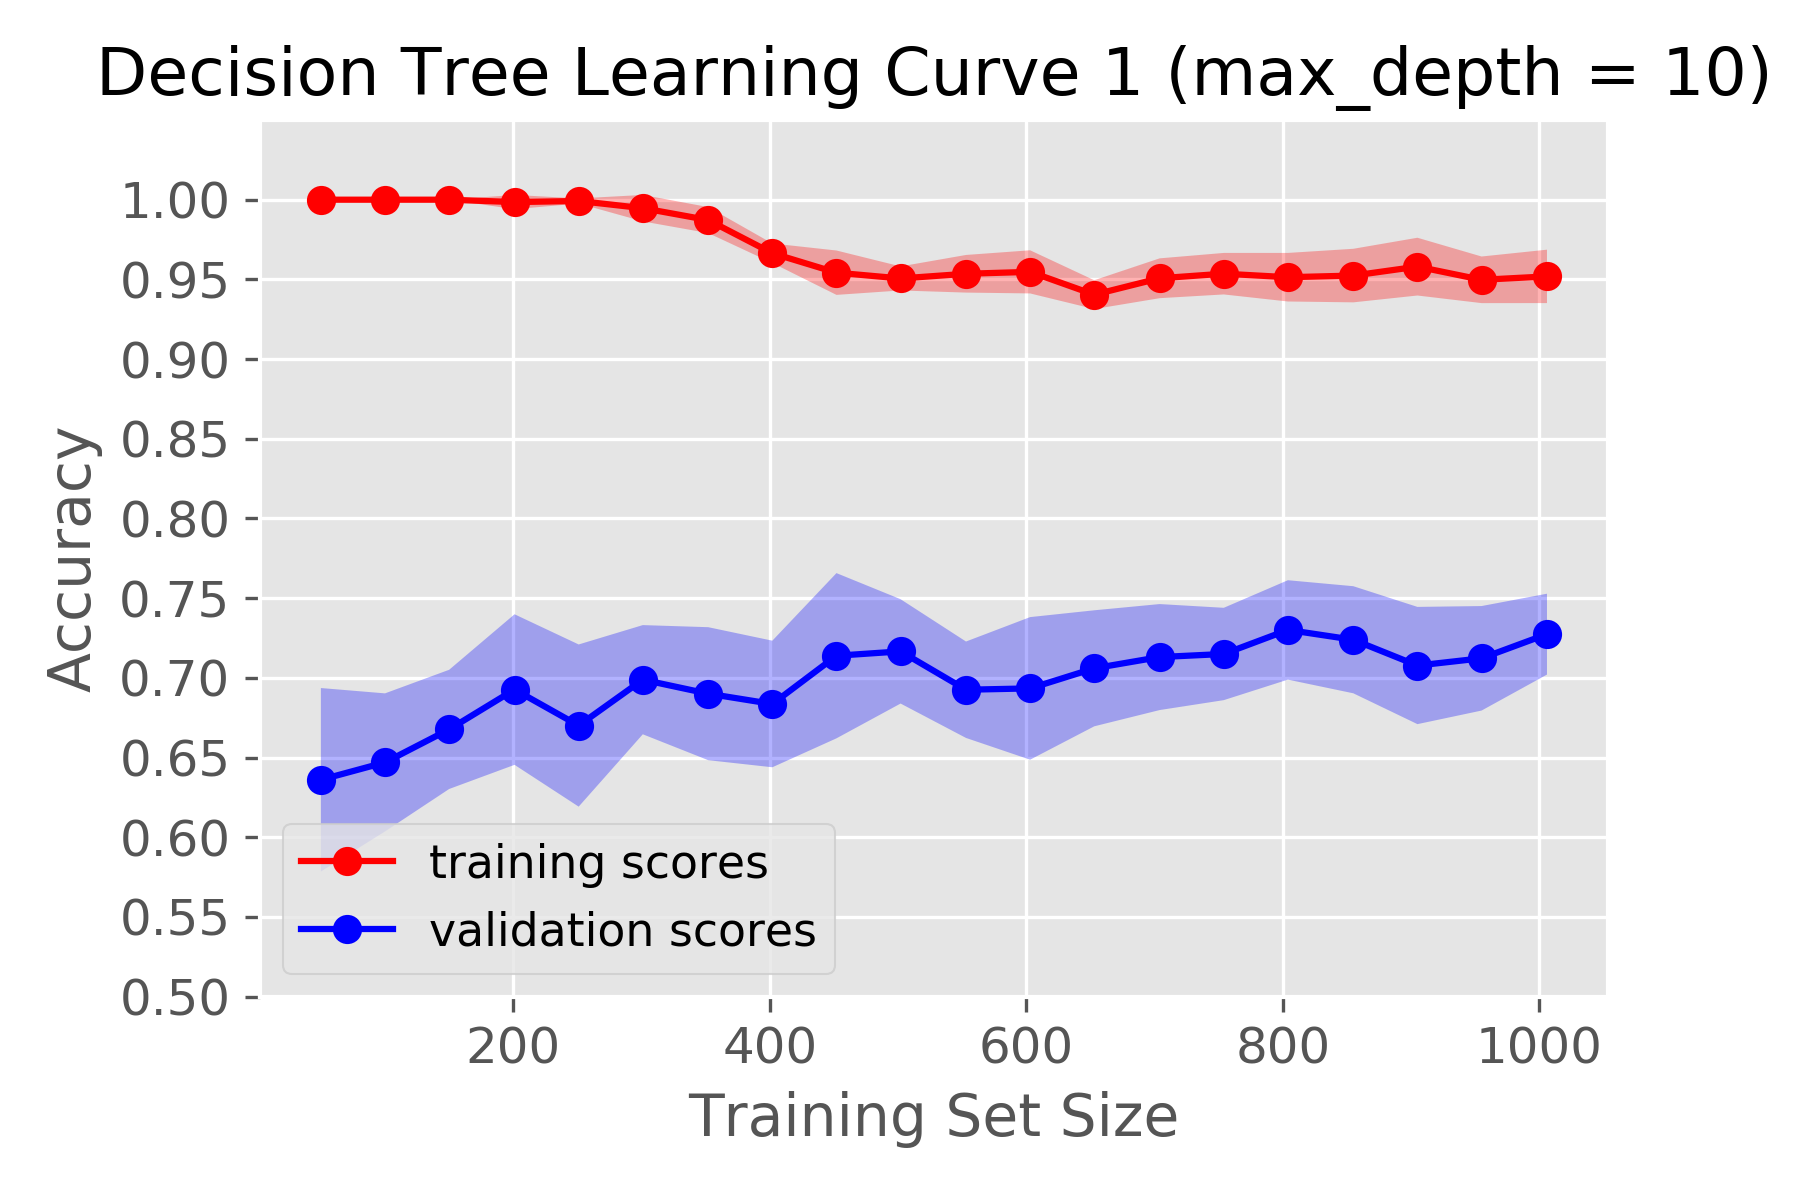 Decision Tree Learning Curve 1 (max_depth = 10)
Accuracy
1.00
0.95
0.90
0.85
0.80
0.75
0.70
0.65
0.60
0.55
0.50
training scores
validation scores
200 400 600 800 1000
Training Set Size